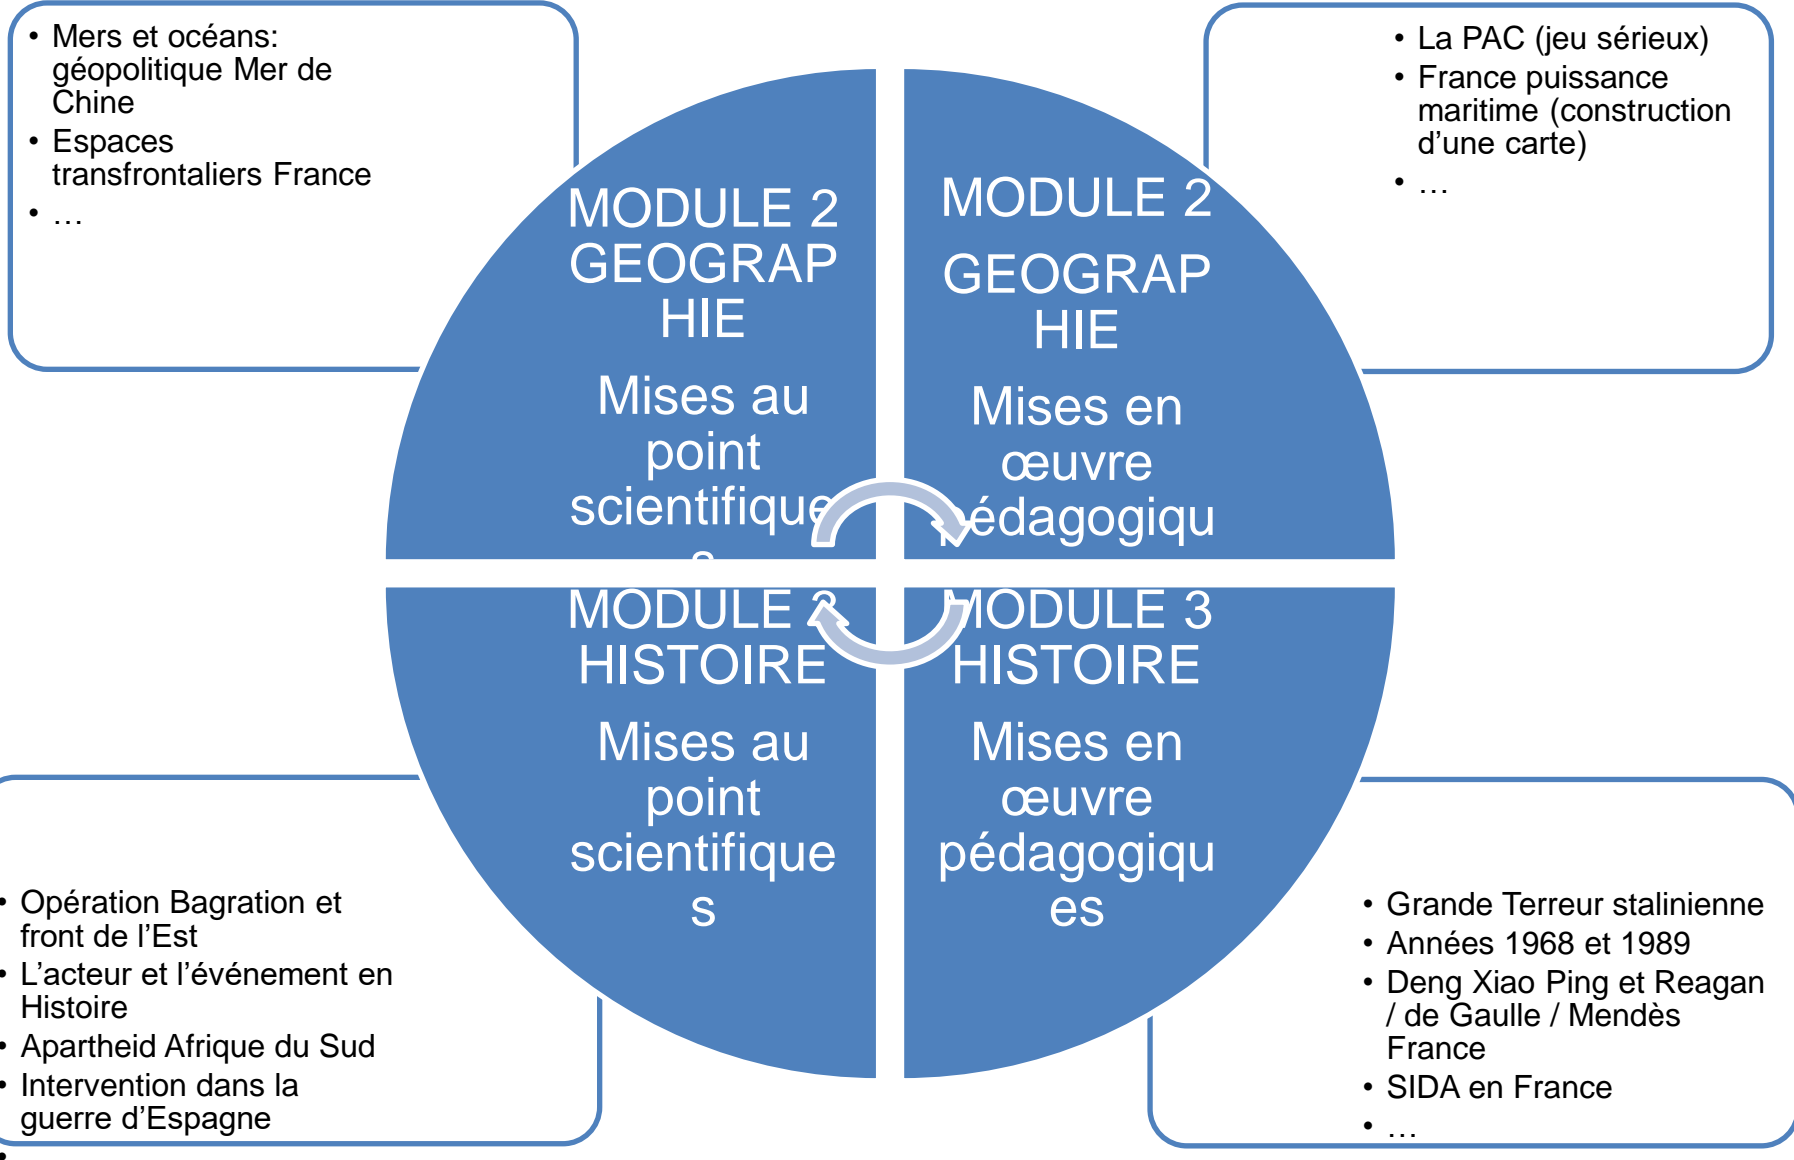 • Mers et océans:
géopolitique Mer de
Chine
• Espaces
transfrontaliers France
• …
• La PAC (jeu sérieux)
• France puissance
maritime (construction
d’une carte)
• …
MODULE 2
GEOGRAP
HIE
Mises au
point
scientifique
s
MODULE 2
GEOGRAP
HIE
Mises en
œuvre
pédagogiqu
MODULE 3
HISTOIRE
Mises au
point
scientifique
s
MODULE 3
HISTOIRE
Mises en
œuvre
pédagogiqu
es
• Opération Bagration et
front de l’Est
• L’acteur et l’événement en
Histoire
• Apartheid Afrique du Sud
• Intervention dans la
guerre d’Espagne
•
• Grande Terreur stalinienne
• Années 1968 et 1989
• Deng Xiao Ping et Reagan
/ de Gaulle / Mendès
France
• SIDA en France
• …